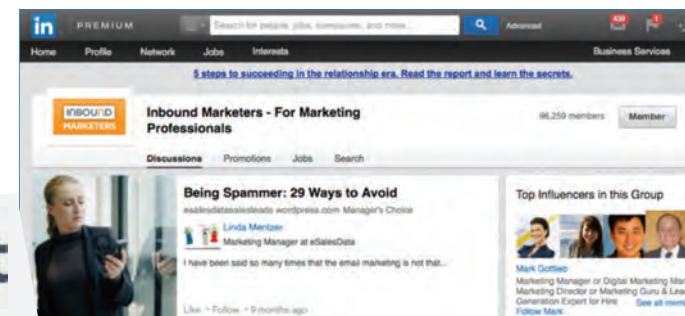 in PREMIUM Search for people, jobs, companies, and more... Advanced
Home Profile Network Jobs Interests Business Services
5 steps to succeeding in the relationship era. Read the report and learn the secrets.
INBOUND
MARKETERS
Inbound Marketers - For Marketing
Professionals
96,259 members Member
Discussions Promotions Jobs Search
Being Spammer: 29 Ways to Avoid
esalesdatasalesleads wordpress.com Manager's Choice
Linda Mentzer
Marketing Manager at eSalesData
I have been said so many times that the email marketing is not that...
Like • Follow • 9 months ago
Top Influencers in this Group
Mark Gottlieb
Marketing Manager or Digital Marketing Man
Marketing Director or Marketing Guru & Lead
Generation Expert for Hire See all mem
Follow Mark